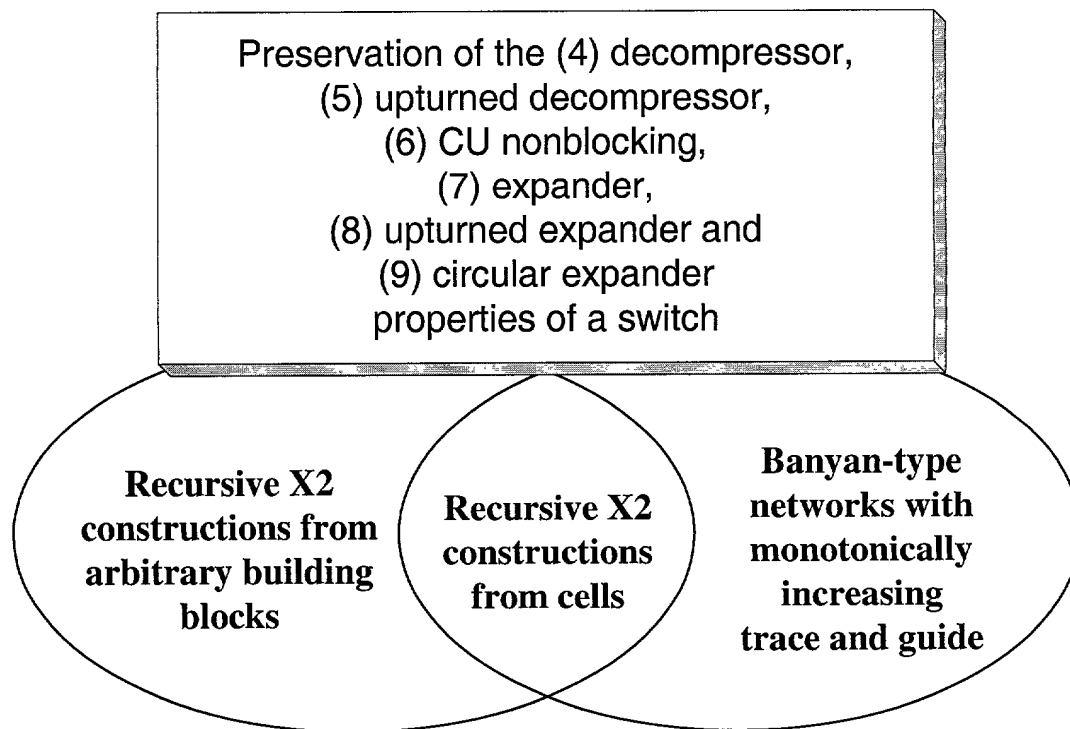 Preservation of the (4) decompressor,
(5) upturned decompressor,
(6) CU nonblocking,
(7) expander,
(8) upturned expander and
(9) circular expander
properties of a switch
Recursive X2
constructions from
arbitrary building
blocks
Recursive X2
constructions
from cells
Banyan-type
networks with
monotonically
increasing
trace and guide